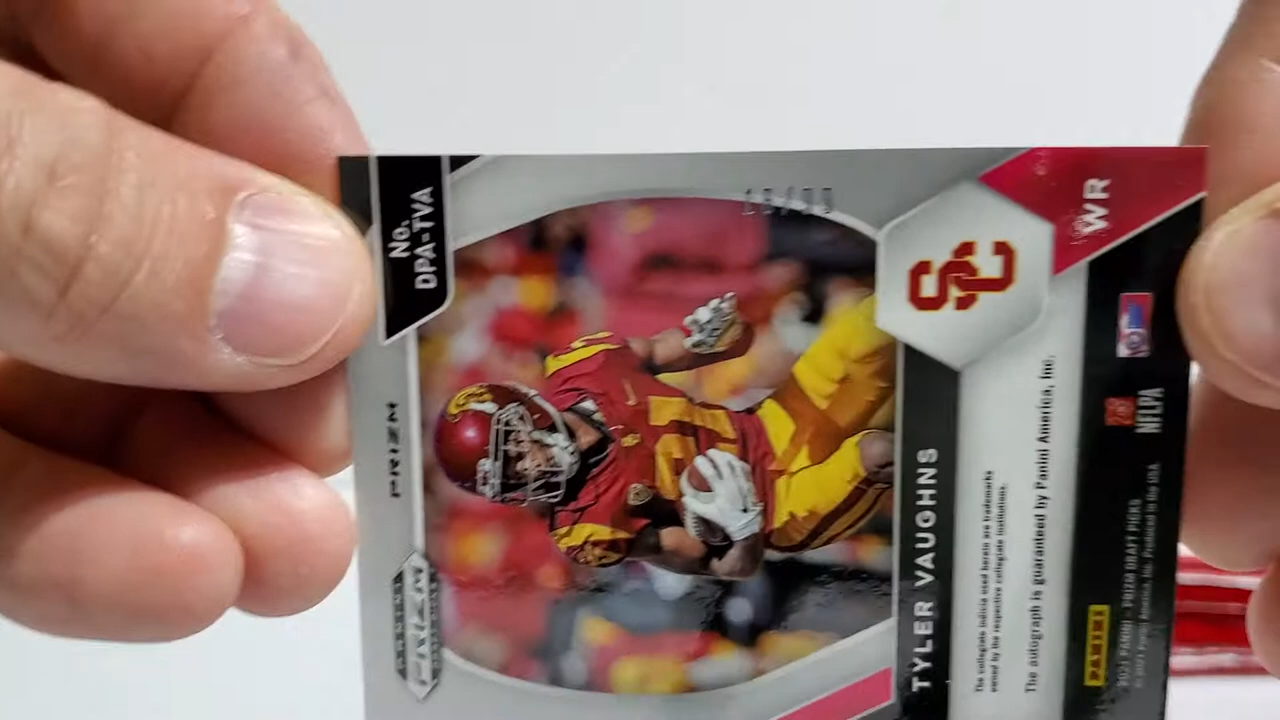 No.
DPA-TVA
PRIZM
PRIZM
SC
WR
TYLER VAUGHNS
The collegiate indicia used herein are trademarks
owned by the respective collegiate institutions.
The autograph is guaranteed by Panini America, Inc.
NFLPA
PANINI
2021 PANINI - PRIZM DRAFT PICKS
Panini America, Inc. Produced in the USA